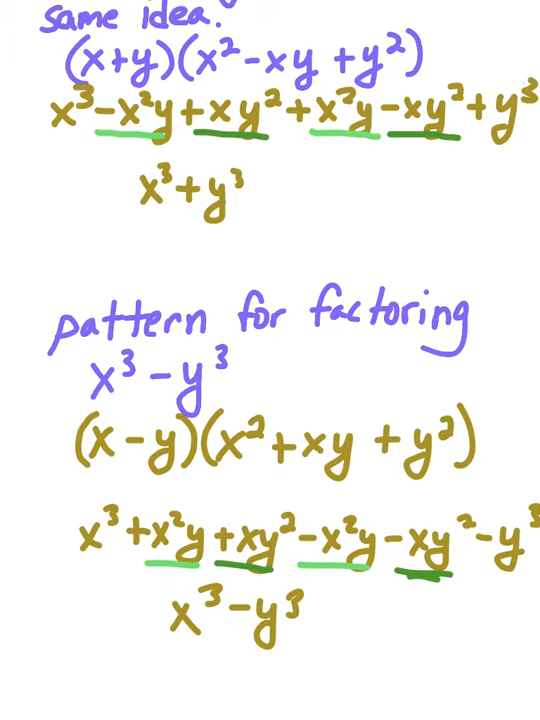 same idea.
(x+y)(x²-xy+y²)
x³-x²y+xy²+x²y-xy²+y³
x³+y³
pattern for factoring
x³-y³
(x-y)(x²+xy+y²)
x³+x²y+xy²-x²y-xy²-y³
x³-y³